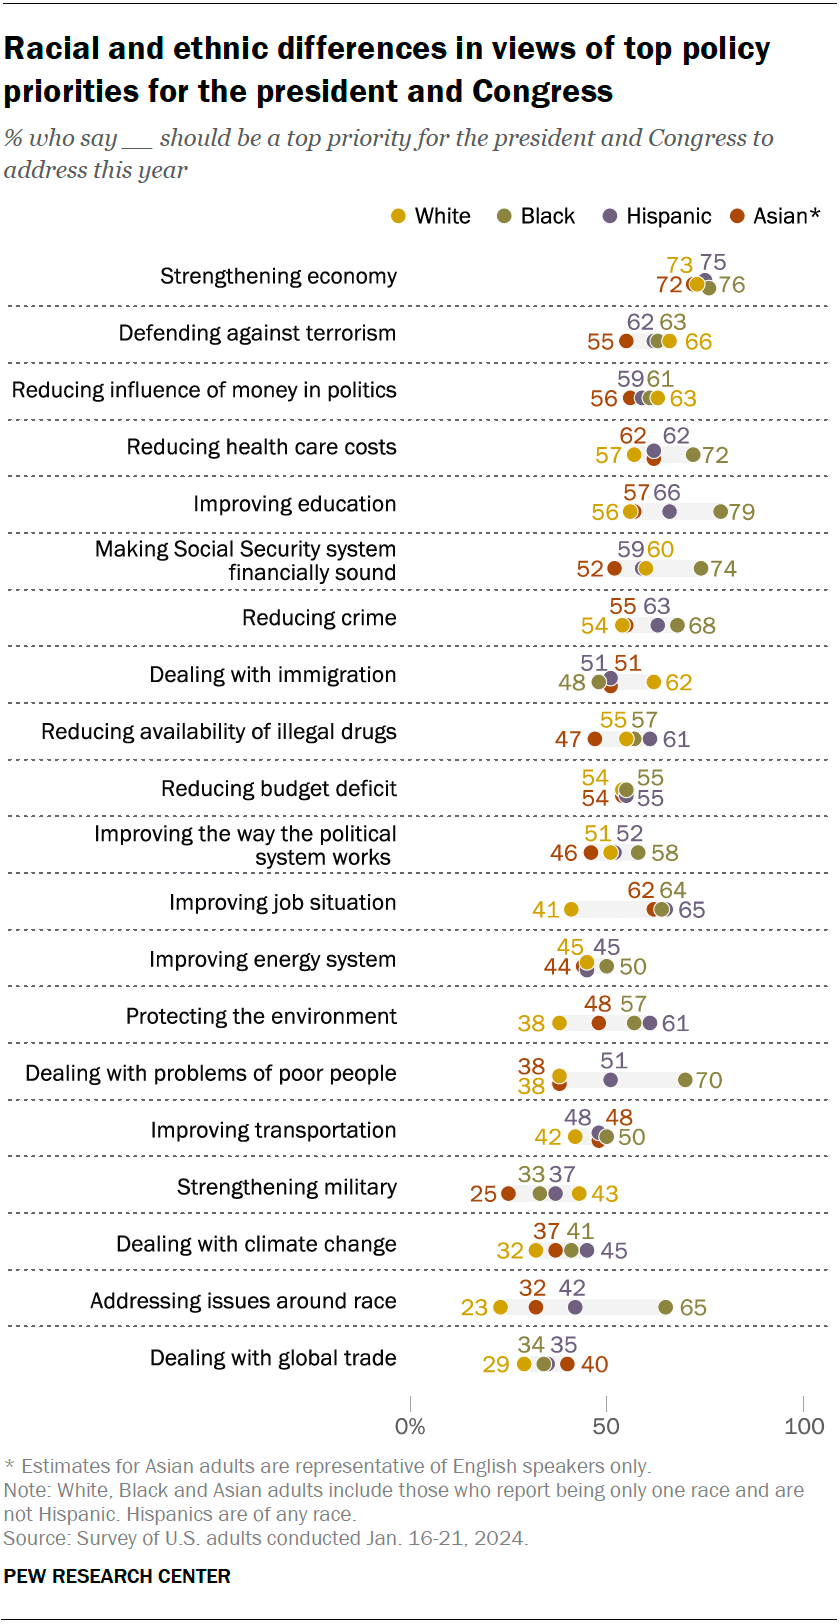 Racial and ethnic differences in views of top policy
priorities for the president and Congress
% who say __ should be a top priority for the president and Congress to
address this year
White Black Hispanic Asian*
Strengthening economy 72 73 75 76
Defending against terrorism 55 62 63 66
Reducing influence of money in politics 56 59 61 63
Reducing health care costs 57 62 62 72
Improving education 56 57 66 79
Making Social Security system
financially sound 52 59 60 74
Reducing crime 54 55 63 68
Dealing with immigration 48 51 51 62
Reducing availability of illegal drugs 47 55 57 61
Reducing budget deficit 54 55
54 55
Improving the way the political
system works 46 51 52 58
Improving job situation 41 62 64 65
Improving energy system 44 45 45 50
Protecting the environment 38 48 57 61
Dealing with problems of poor people 38 38 51 70
Improving transportation 42 48 48 50
Strengthening military 25 33 37 43
Dealing with climate change 32 37 41 45
Addressing issues around race 23 32 42 65
Dealing with global trade 29 34 35 40
0% 50 100
* Estimates for Asian adults are representative of English speakers only.
Note: White, Black and Asian adults include those who report being only one race and are
not Hispanic. Hispanics are of any race.
Source: Survey of U.S. adults conducted Jan. 16-21, 2024.
PEW RESEARCH CENTER